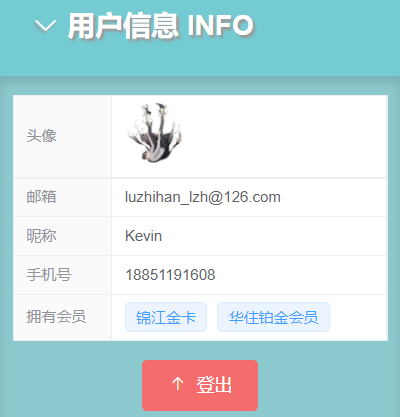 用户信息 INFO
头像
邮箱 luzhihan_lzh@126.com
昵称 Kevin
手机号 18851191608
拥有会员 锦江金卡 华住铂金会员
登出